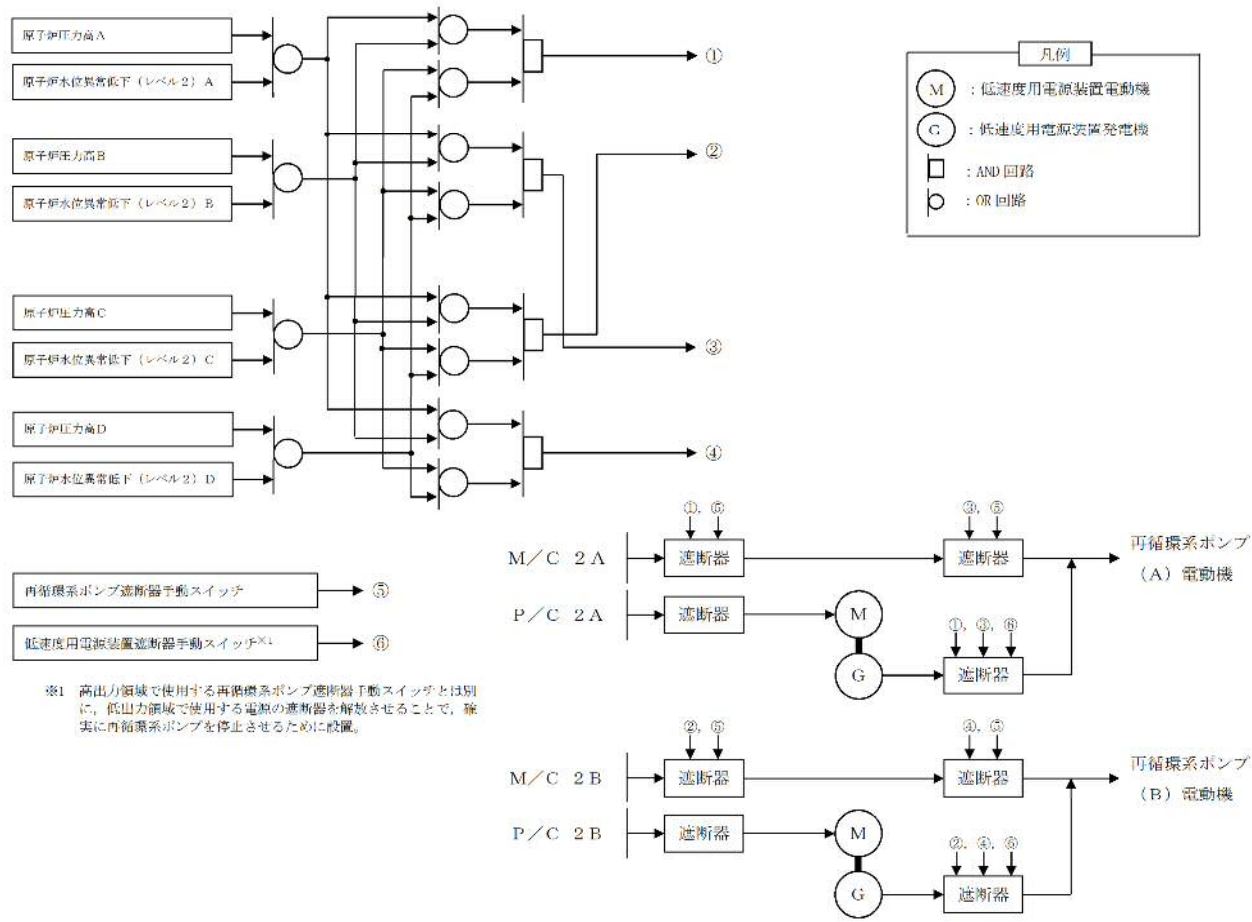 原子炉圧力高A
原子炉水位異常低下（レベル2）A
原子炉圧力高B
原子炉水位異常低下（レベル2）B
原子炉圧力高C
原子炉水位異常低下（レベル2）C
原子炉圧力高D
原子炉水位異常低下（レベル2）D
①
②
③
④
凡例
M ：低速度用電源装置電動機
G ：低速度用電源装置発電機
：AND回路
：OR回路
再循環系ポンプ遮断器手動スイッチ ⑤
低速度用電源装置遮断器手動スイッチ※1 ⑥
※1 高出力領域で使用する再循環系ポンプ遮断器手動スイッチとは別
に，低出力領域で使用する電源の遮断器を解放させることで，確
実に再循環系ポンプを停止させるために設置。
①，⑤ ③，⑤
M／C 2A 遮断器 遮断器 再循環系ポンプ
（A）電動機
P／C 2A 遮断器 M
①，③，⑥
G 遮断器
②，⑤ ④，⑤
M／C 2B 遮断器 遮断器 再循環系ポンプ
（B）電動機
P／C 2B 遮断器 M
②，④，⑥
G 遮断器